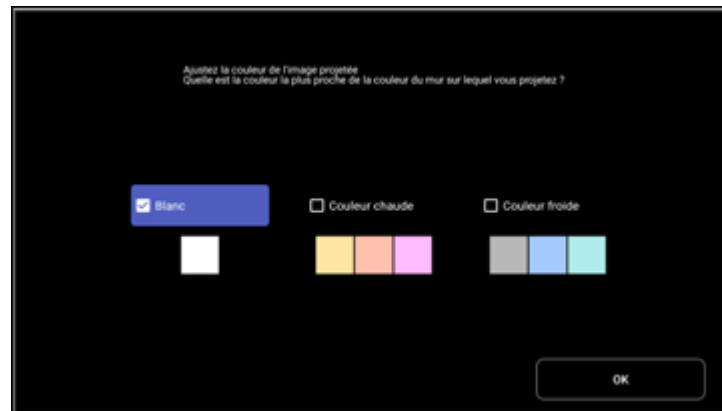 Ajustez la couleur de l'image projetée
Quelle est la couleur la plus proche de la couleur du mur sur lequel vous projetez ?
Blanc
Couleur chaude
Couleur froide
OK